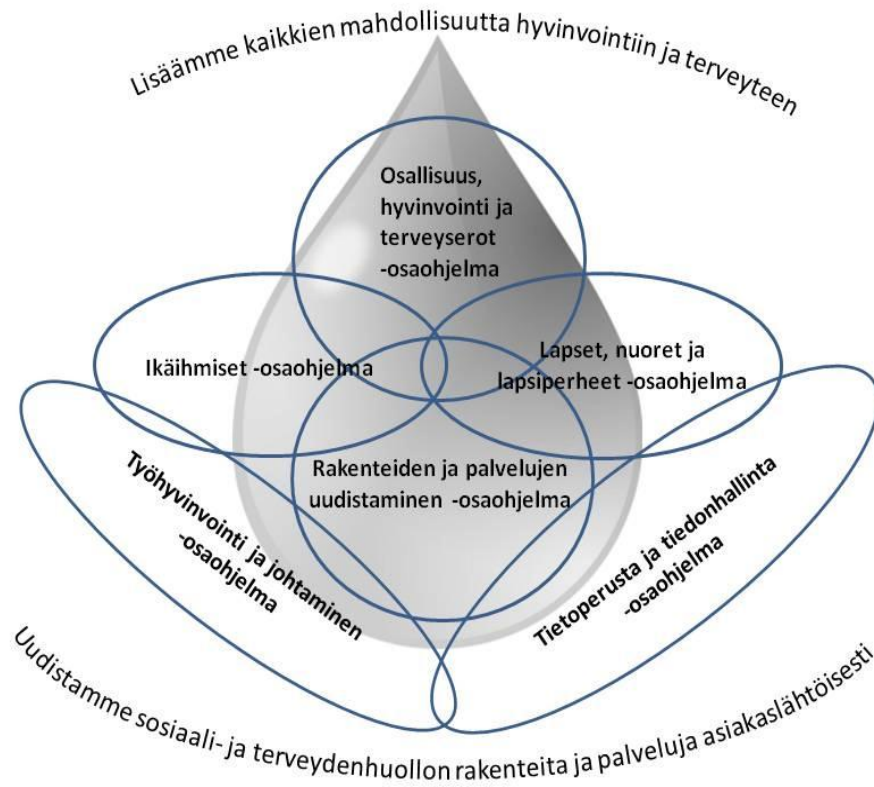 Lisäämme kaikkien mahdollisuutta hyvinvointiin ja terveyteen
Osallisuus,
hyvinvointi ja
terveyserot
-osaohjelma
Ikäihmiset -osaohjelma
Lapset, nuoret ja
lapsiperheet -osaohjelma
Rakenteiden ja palvelujen
uudistaminen -osaohjelma
Työhyvinvointi ja johtaminen
-osaohjelma
Tietoperusta ja tiedonhallinta
-osaohjelma
Uudistamme sosiaali- ja terveydenhuollon rakenteita ja palveluja asiakaslähtöisesti